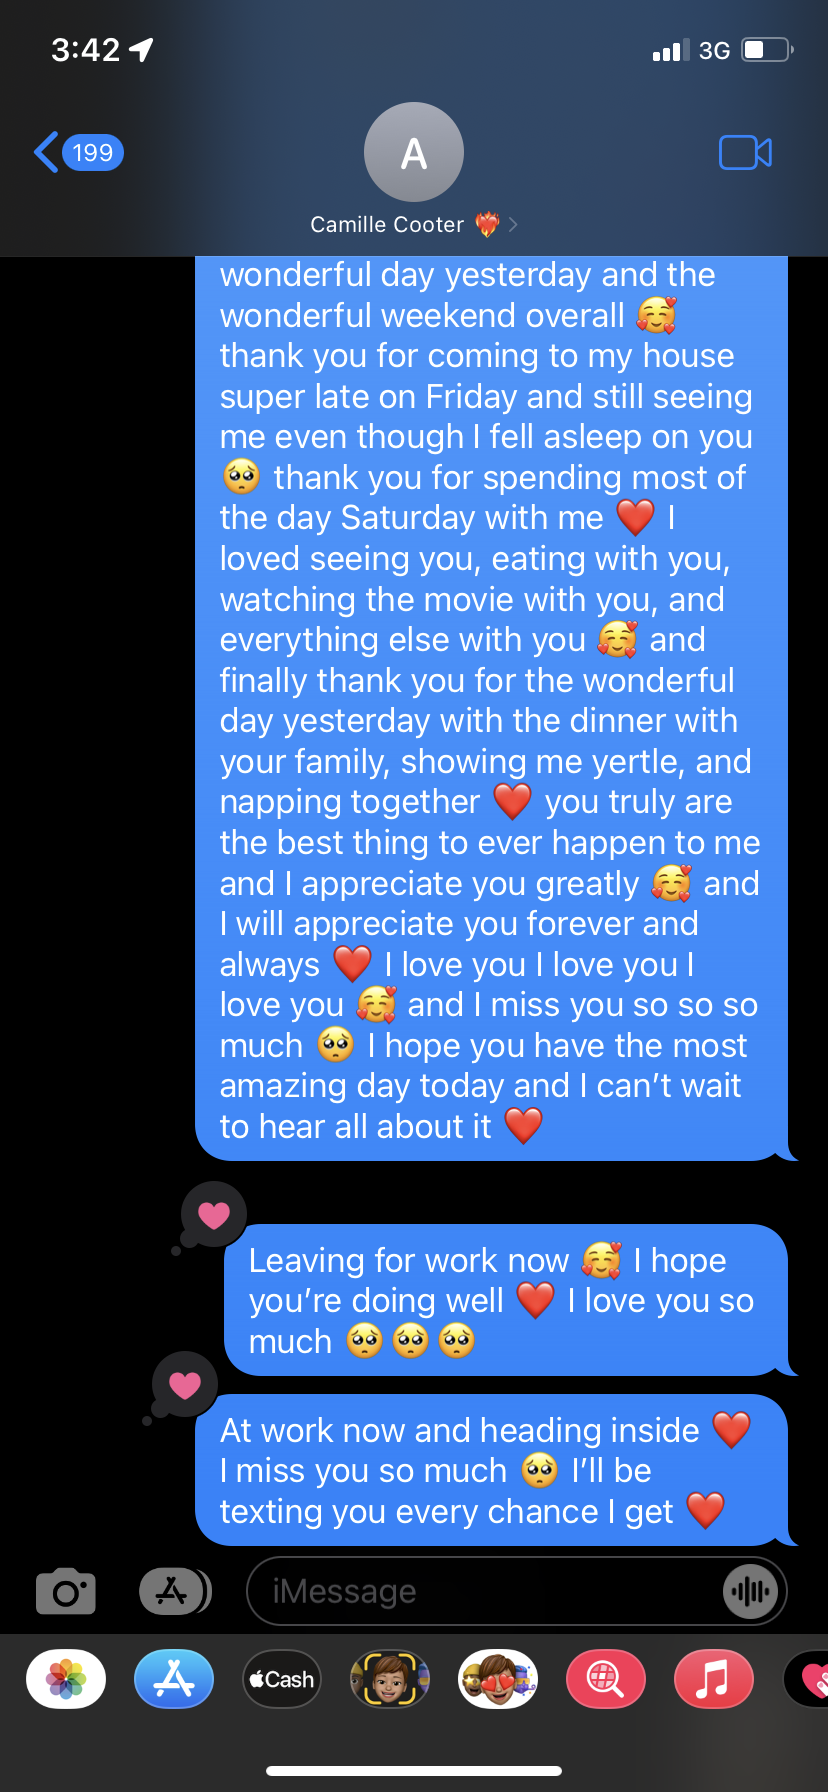 3:42
3G
199
A
Camille Cooter ❤️‍🔥
wonderful day yesterday and the
wonderful weekend overall 🥰
thank you for coming to my house
super late on Friday and still seeing
me even though I fell asleep on you
🥺 thank you for spending most of
the day Saturday with me ❤️ I
loved seeing you, eating with you,
watching the movie with you, and
everything else with you 🥰 and
finally thank you for the wonderful
day yesterday with the dinner with
your family, showing me yertle, and
napping together ❤️ you truly are
the best thing to ever happen to me
and I appreciate you greatly 🥰 and
I will appreciate you forever and
always ❤️ I love you I love you I
love you 🥰 and I miss you so so so
much 🥺 I hope you have the most
amazing day today and I can’t wait
to hear all about it ❤️
Leaving for work now 🥰 I hope
you’re doing well ❤️ I love you so
much 🥺🥺🥺
At work now and heading inside ❤️
I miss you so much 🥺 I’ll be
texting you every chance I get ❤️
iMessage
Cash